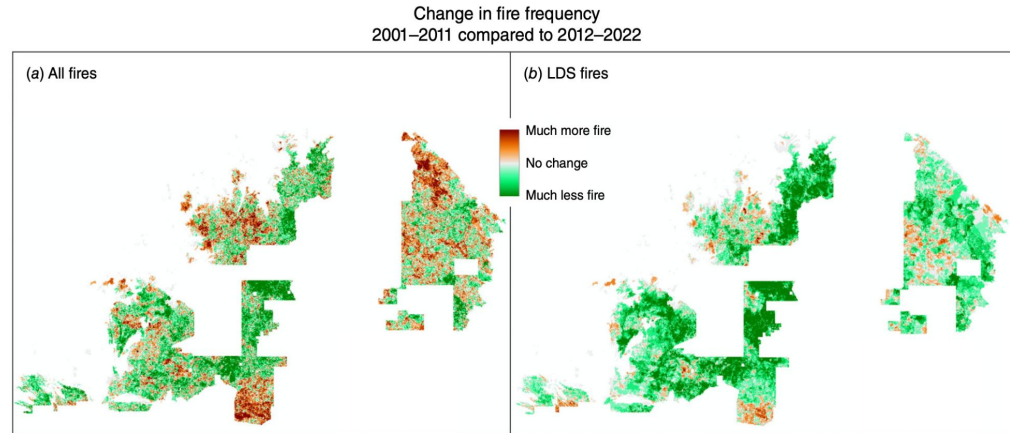 Change in fire frequency
2001–2011 compared to 2012–2022
(a) All fires
(b) LDS fires
Much more fire
No change
Much less fire